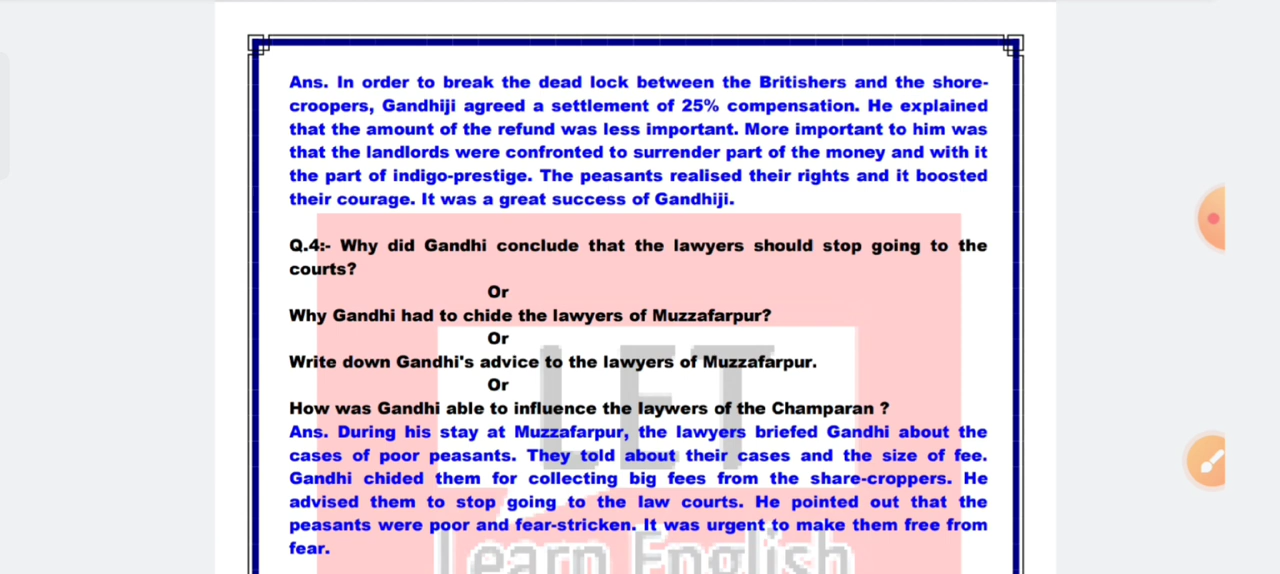 Ans. In order to break the dead lock between the Britishers and the shore-
croopers, Gandhiji agreed a settlement of 25% compensation. He explained
that the amount of the refund was less important. More important to him was
that the landlords were confronted to surrender part of the money and with it
the part of indigo-prestige. The peasants realised their rights and it boosted
their courage. It was a great success of Gandhiji.
Q.4:- Why did Gandhi conclude that the lawyers should stop going to the
courts?
Or
Why Gandhi had to chide the lawyers of Muzzafarpur?
Or
Write down Gandhi's advice to the lawyers of Muzzafarpur.
Or
How was Gandhi able to influence the laywers of the Champaran ?
Ans. During his stay at Muzzafarpur, the lawyers briefed Gandhi about the
cases of poor peasants. They told about their cases and the size of fee.
Gandhi chided them for collecting big fees from the share-croppers. He
advised them to stop going to the law courts. He pointed out that the
peasants were poor and fear-stricken. It was urgent to make them free from
fear.
LET
Learn English